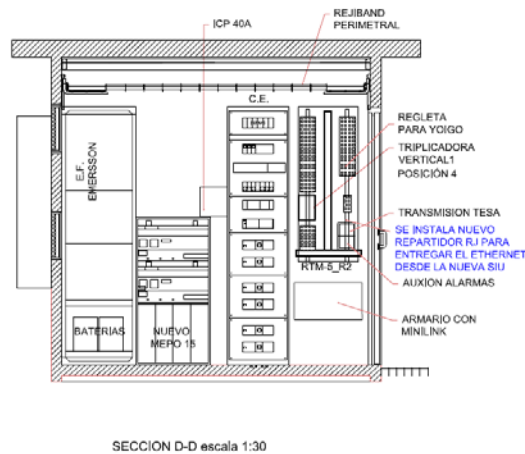 ICP 40A
REJIBAND
PERIMETRAL
C.E.
E.F.
EMERSSON
REGLETA
PARA YOIGO
TRIPLICADORA
VERTICAL1
POSICIÓN 4
TRANSMISION TESA
SE INSTALA NUEVO
REPARTIDOR RJ PARA
ENTREGAR EL ETHERNET
DESDE LA NUEVA SIU
RTM-5_R2
AUXION ALARMAS
ARMARIO CON
MINILINK
BATERÍAS
NUEVO
MEPO 15
SECCION D-D escala 1:30